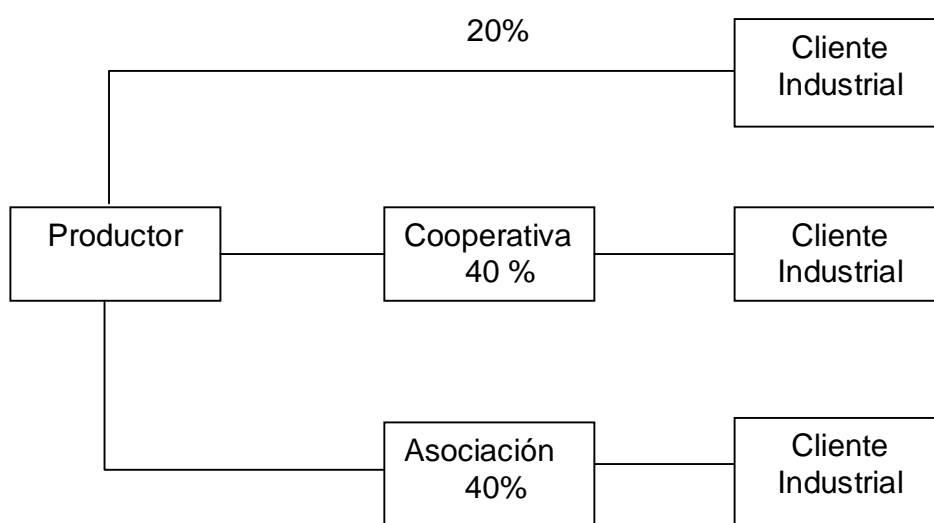 20%
Cliente
Industrial
Productor
Cooperativa
40 %
Cliente
Industrial
Asociación
40%
Cliente
Industrial